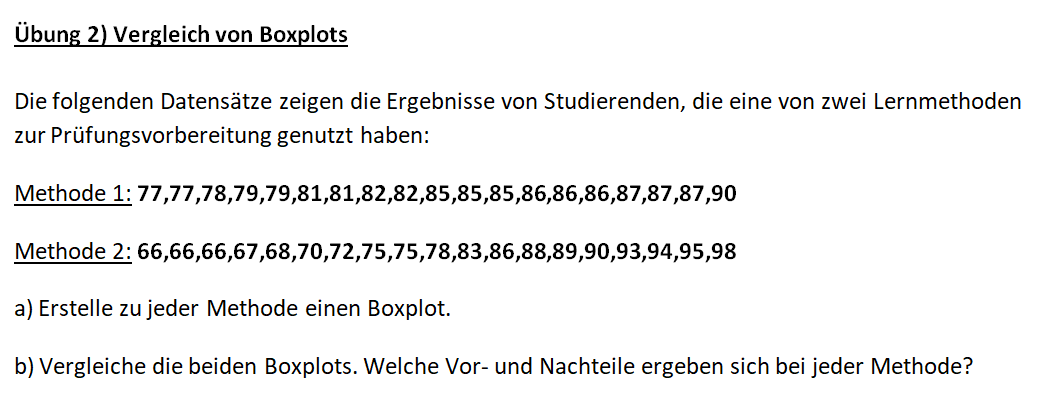 Übung 2) Vergleich von Boxplots
Die folgenden Datensätze zeigen die Ergebnisse von Studierenden, die eine von zwei Lernmethoden
zur Prüfungsvorbereitung genutzt haben:
Methode 1: 77,77,78,79,79,81,81,82,82,85,85,85,86,86,86,87,87,87,90
Methode 2: 66,66,66,67,68,70,72,75,75,78,83,86,88,89,90,93,94,95,98
a) Erstelle zu jeder Methode einen Boxplot.
b) Vergleiche die beiden Boxplots. Welche Vor- und Nachteile ergeben sich bei jeder Methode?